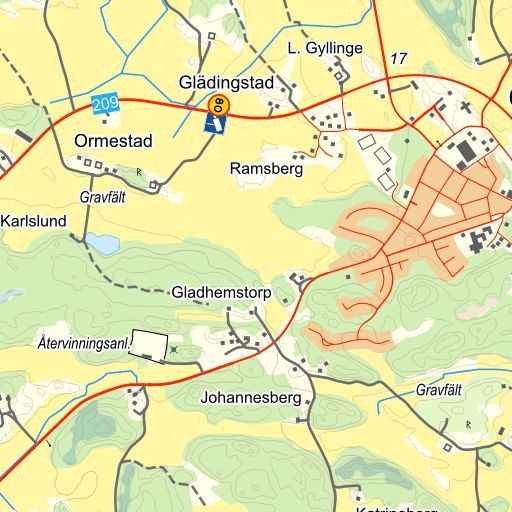 L. Gyllinge
17
Glädingstad
80
209
Ormestad
R
Ramsberg
Gravfält
Karlslund
Gladhemstorp
Återvinningsanl.
Johannesberg
Gravfält
R